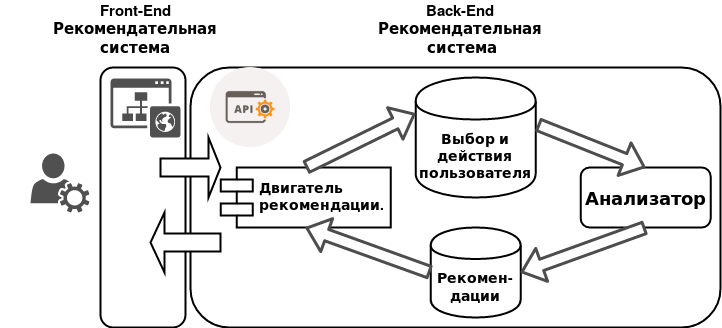 Front-End
Рекомендательная
система
Back-End
Рекомендательная
система
API
Выбор и
действия
пользователя
Двигатель
рекомендации.
Анализатор
Рекомен-
дации